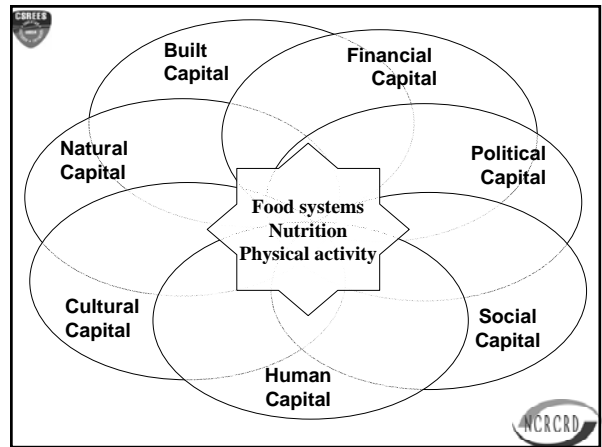 CSREES
Built
Capital
Financial
Capital
Natural
Capital
Political
Capital
Food systems
Nutrition
Physical activity
Cultural
Capital
Social
Capital
Human
Capital
NCRCRD